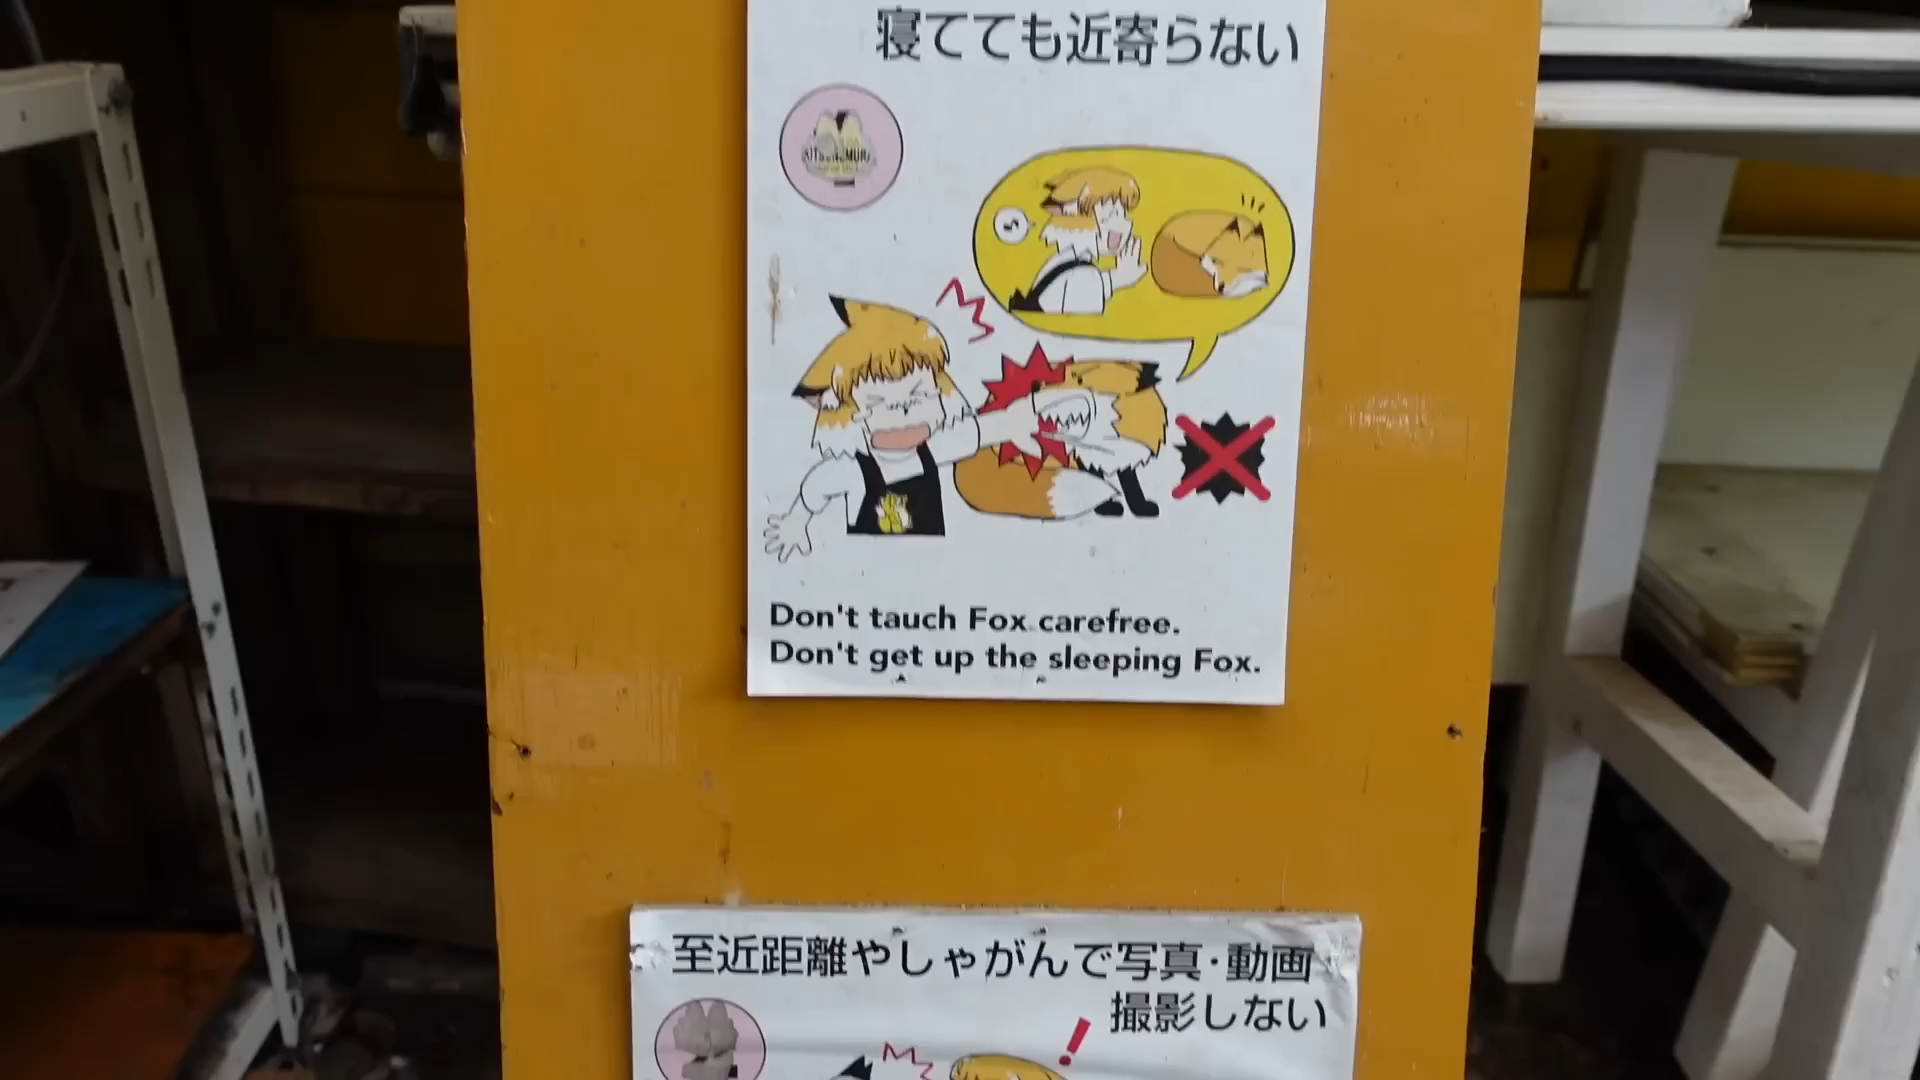 寝てても近寄らない
Don't tauch Fox carefree.
Don't get up the sleeping Fox.
至近距離やしゃがんで写真·動画
撮影しない